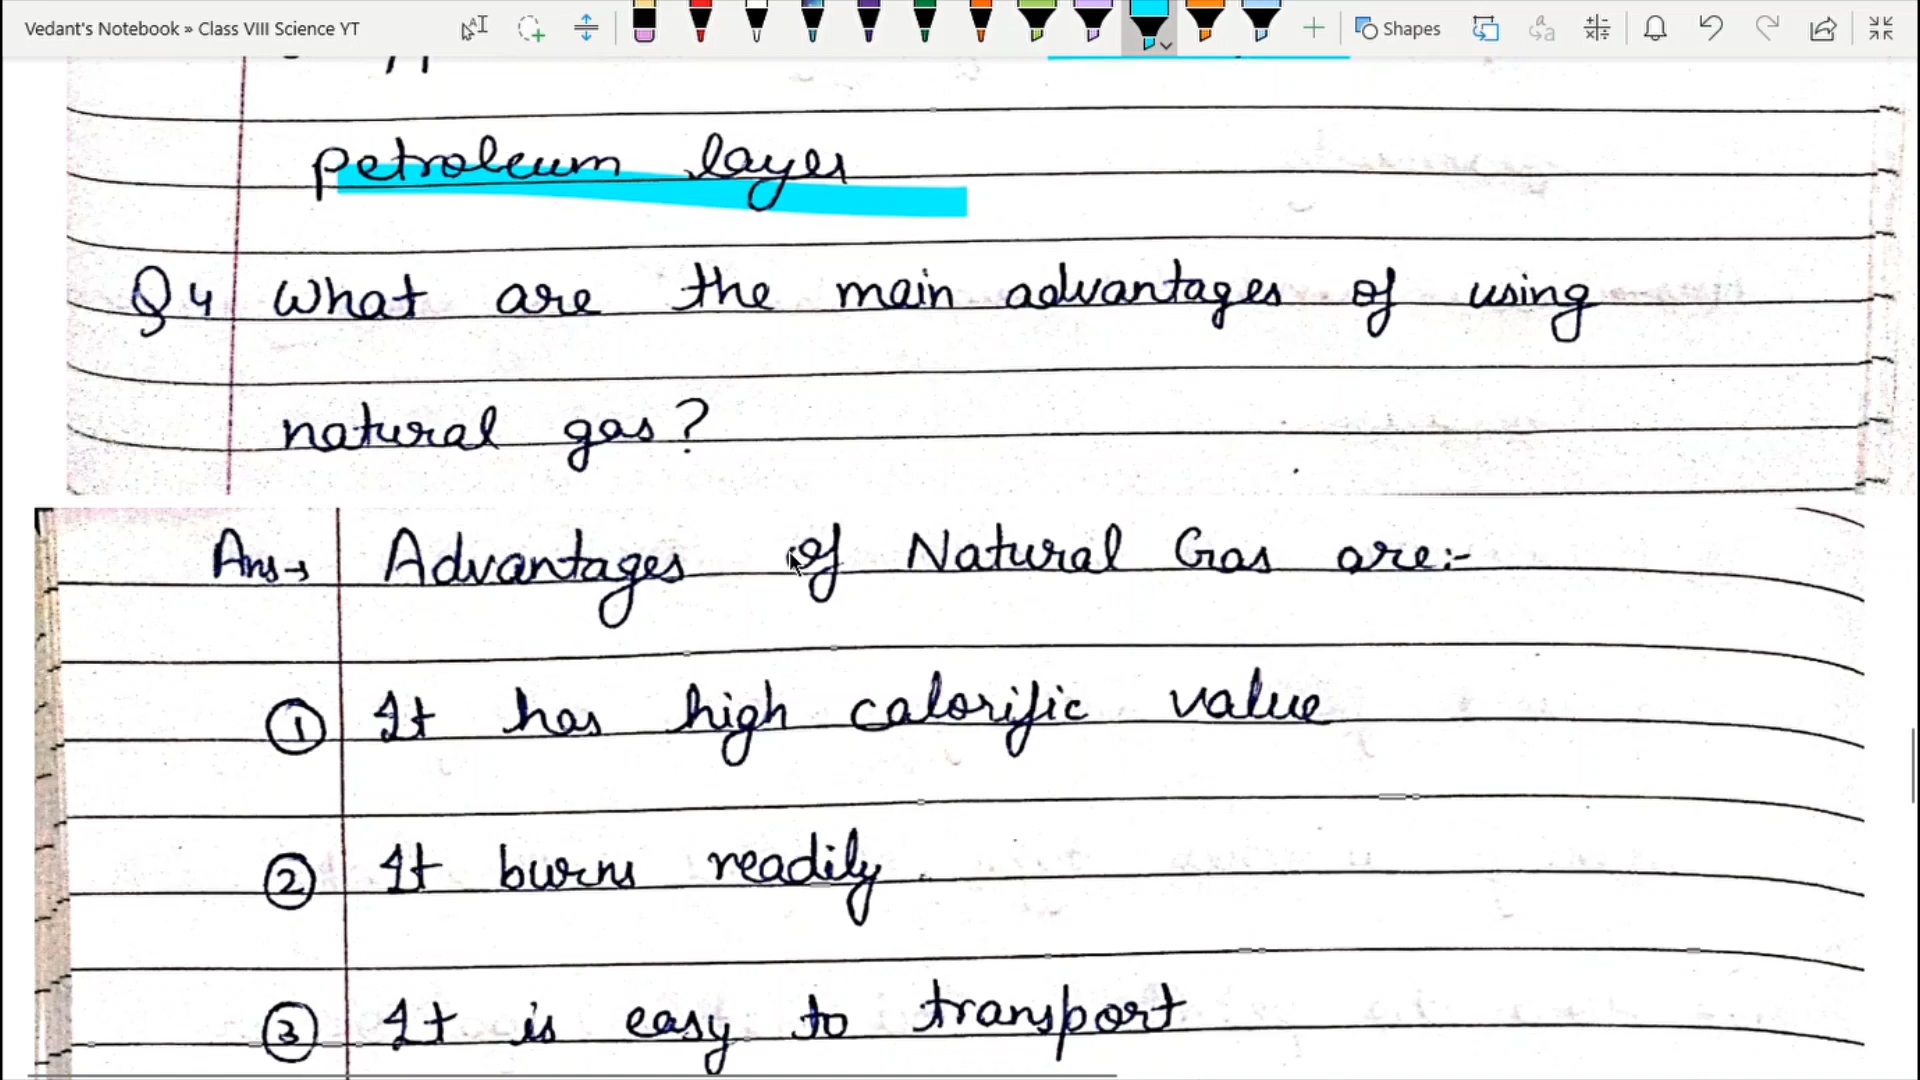 Vedant's Notebook » Class VIII Science YT
Shapes
petroleum layer
Q4 What are the main advantages of using
natural gas?
Ans→ Advantages of Natural Gas are:-
① It has high calorific value
② It burns readily.
③ It is easy to transport